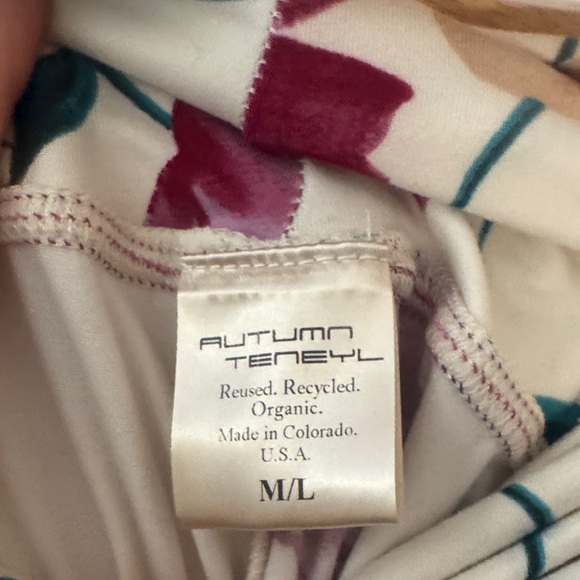 AUTUMN
TENEYL
Reused. Recycled.
Organic.
Made in Colorado.
U.S.A.
M/L